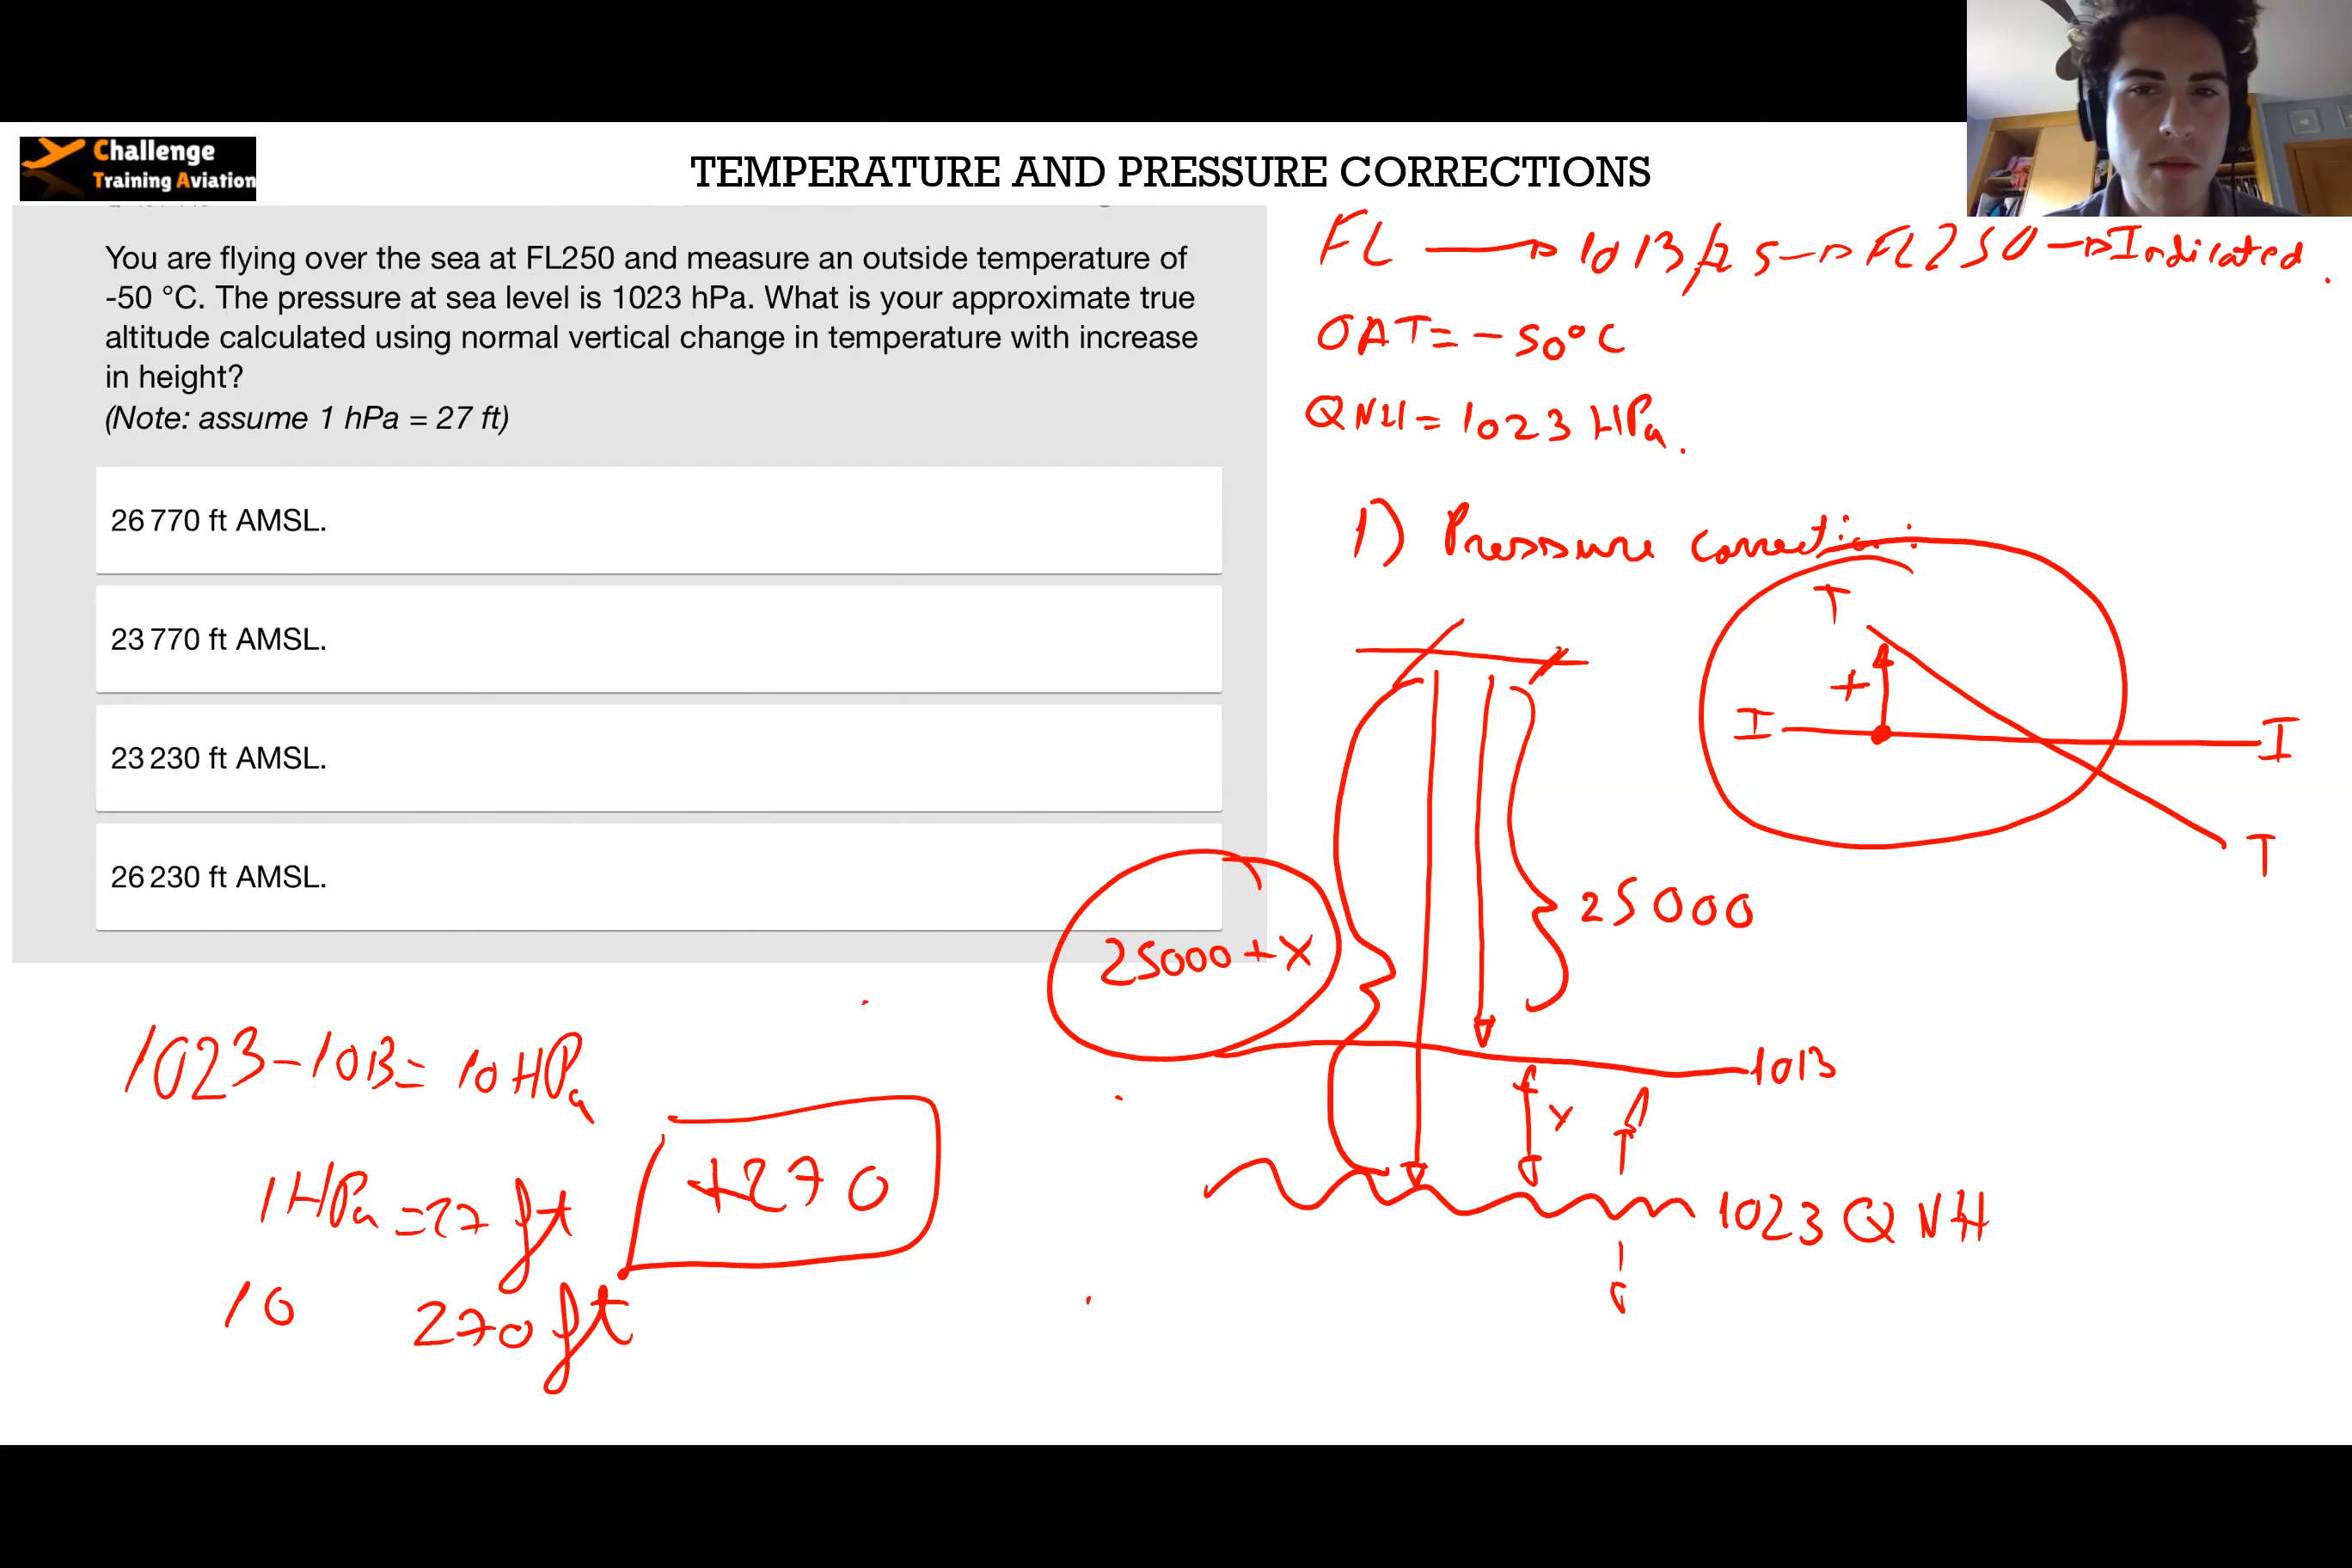 Challenge
Training Aviation
TEMPERATURE AND PRESSURE CORRECTIONS
You are flying over the sea at FL250 and measure an outside temperature of
-50 °C. The pressure at sea level is 1023 hPa. What is your approximate true
altitude calculated using normal vertical change in temperature with increase
in height?
(Note: assume 1 hPa = 27 ft)
26 770 ft AMSL.
23 770 ft AMSL.
23 230 ft AMSL.
26 230 ft AMSL.
FL → 1013,25 → FL250 → Indicated.
OAT = -50°C
QNH = 1023 HPa.
1) Pressure correction:
T
+
I
I
T
25000
25000 + X
1013
X
1023 QNH
1023 - 1013 = 10 HPa
1 HPa = 27 ft
+270
10 270 ft